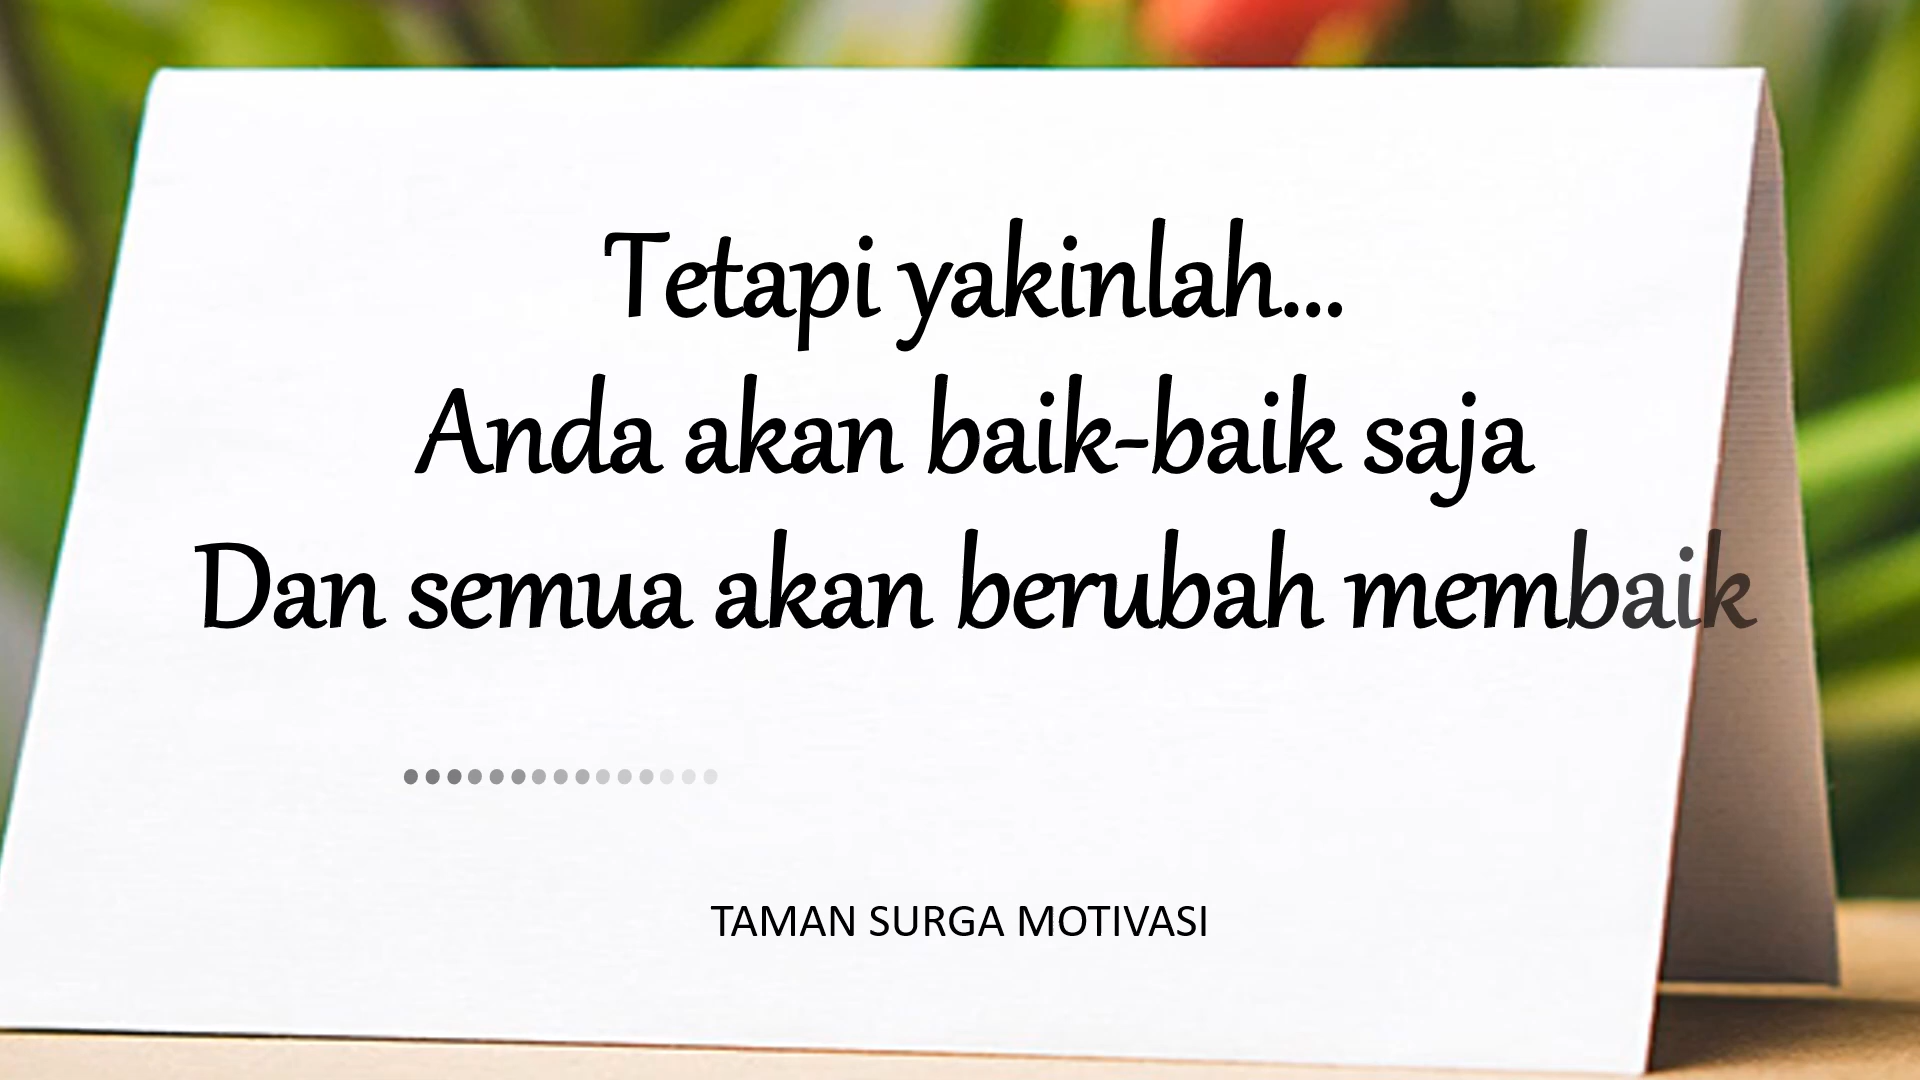 Tetapi yakinlah...
Anda akan baik-baik saja
Dan semua akan berubah membaik
TAMAN SURGA MOTIVASI